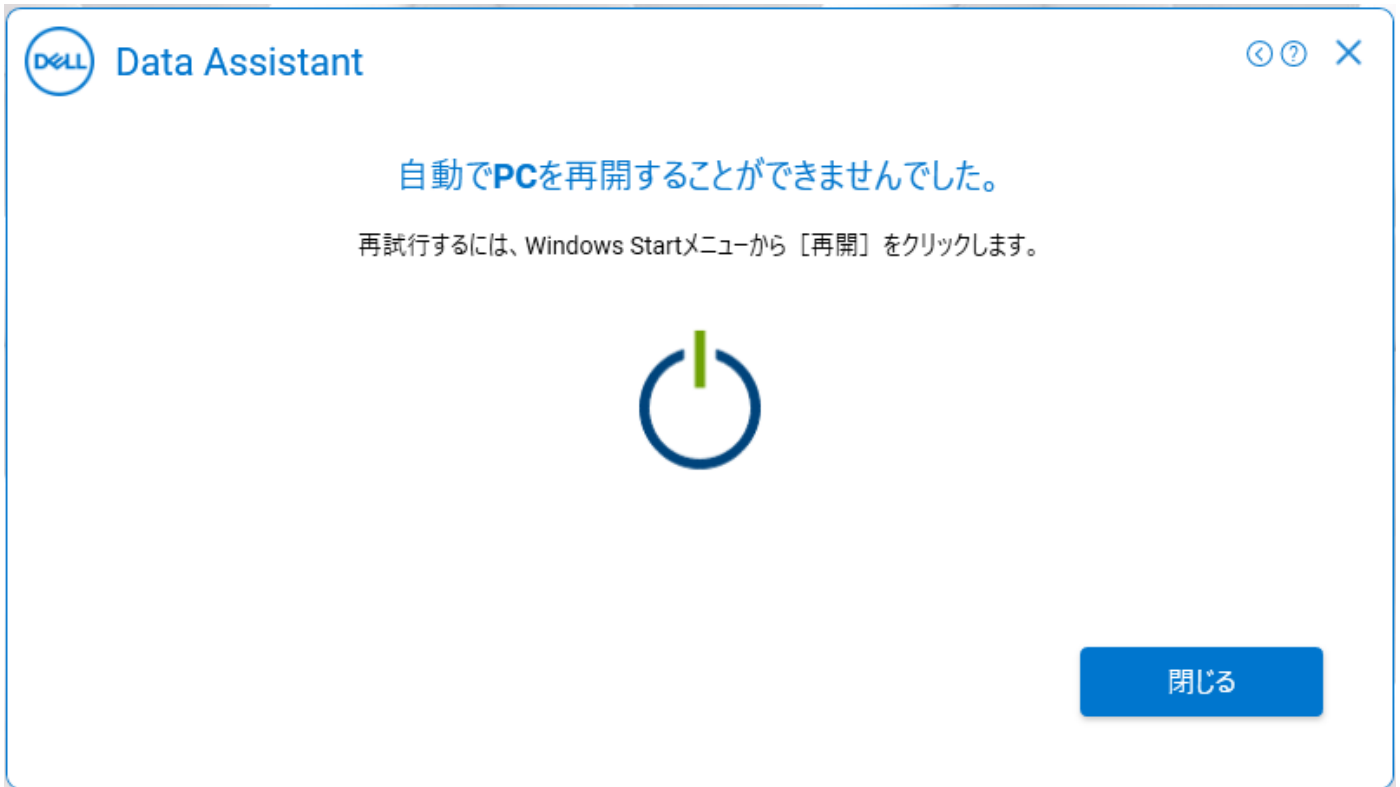 DELL
Data Assistant
自動でPCを再開することができませんでした。
再試行するには、Windows Startメニューから［再開］をクリックします。
閉じる